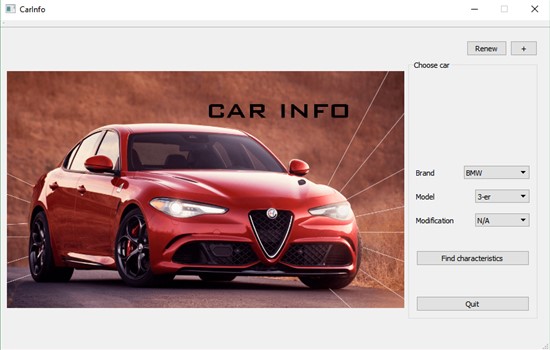 CarInfo
Renew +
Choose car
CAR INFO
Brand BMW
Model 3-er
Modification N/A
Find characteristics
Quit